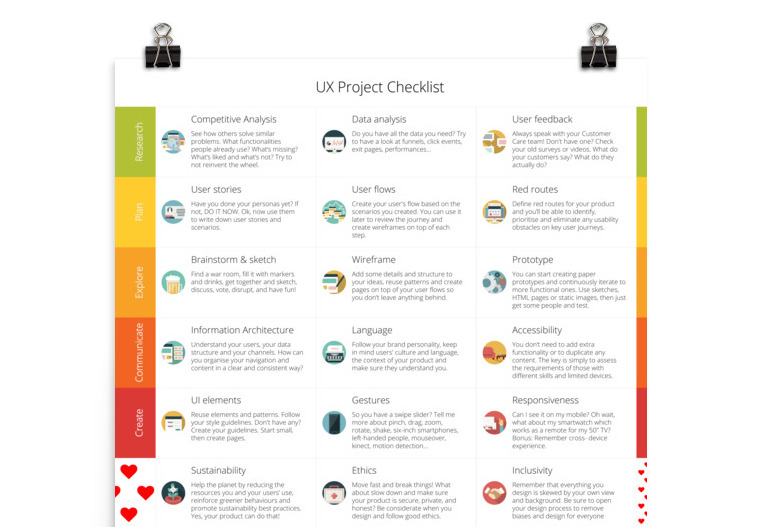 UX Project Checklist
Research
Competitive Analysis
See how others solve similar
problems. What functionalities
people already use? What's missing?
What's liked and what's not? Try to
not reinvent the wheel.
Data analysis
Do you have all the data you need? Try
to have a look at funnels, click events,
exit pages, performances...
User feedback
Always speak with your Customer
Care team! Don't have one? Check
your old surveys or videos. What do
your customers say? What do they
actually do?
Plan
User stories
Have you done your personas yet? If
not, DO IT NOW. Ok, now use them
to write down user stories and
scenarios.
User flows
Create your user's flow based on the
scenarios you created. You can use it
later to review the journey and
create wireframes on top of each
step.
Red routes
Define red routes for your product
and you'll be able to identify,
prioritise and eliminate any usability
obstacles on key user journeys.
Explore
Brainstorm & sketch
Find a war room, fill it with markers
and drinks, get together and sketch,
discuss, vote, disrupt, and have fun!
Wireframe
Add some details and structure to
your ideas, reuse patterns and create
pages on top of your user flows so
you don't leave anything behind.
Prototype
You can start creating paper
prototypes and continuously iterate to
more functional ones. Use sketches,
HTML pages or static images, then just
get some people and test.
Communicate
Information Architecture
Understand your users, your data
structure and your channels. How can
you organise your navigation and
content in a clear and consistent way?
Language
Follow your brand personality, keep
in mind users' culture and language,
the context of your product and
make sure they understand you.
Accessibility
You don't need to add extra
functionality or to duplicate any
content. The key is simply to assess
the requirements of those with
different skills and limited devices.
Create
UI elements
Reuse elements and patterns. Follow
your style guidelines. Don't have any?
Create your guidelines. Start small,
then create pages.
Gestures
So you have a swipe slider? Tell me
more about pinch, drag, zoom,
rotate, shake, six-inch smartphones,
left-handed people, mouseover,
kinect, motion detection...
Responsiveness
Can I see it on my mobile? Oh wait,
what about my smartwatch which
works as a remote for my 50" TV?
Bonus: Remember cross- device
experience.
Sustainability
Help the planet by reducing the
resources you and your users' use,
reinforce greener behaviours and
promote sustainability best practices.
Yes, your product can do that!
Ethics
Move fast and break things! What
about slow down and make sure
your product is secure, private, and
honest? Be considerate when you
design and follow good ethics.
Inclusivity
Remember that everything you
design is skewed by your own view
and background. Be sure to open
your design process to remove
biases and design for everyone